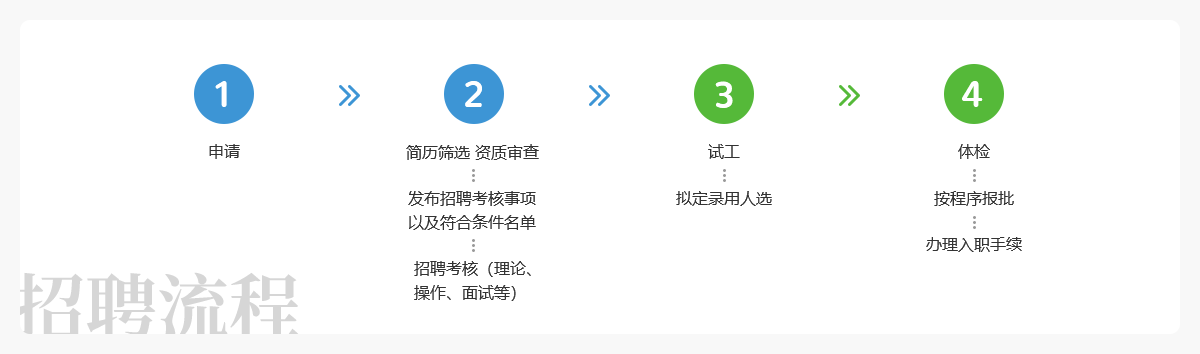 1
申请
2
简历筛选 资质审查
发布招聘考核事项
以及符合条件名单
招聘考核（理论、
操作、面试等）
3
试工
拟定录用人选
4
体检
按程序报批
办理入职手续
招聘流程